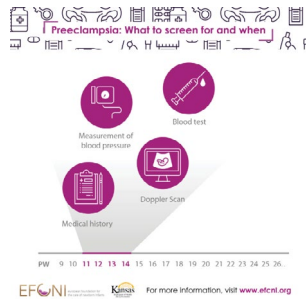 Preeclampsia: What to screen for and when
Blood test
Measurement of
blood pressure
Doppler Scan
Medical history
PW 9 10 11 12 13 14 15 16 17 18 19 20 21 22 23 24 25 26..
EFCNI
Kansas
For more information, visit www.efcni.org